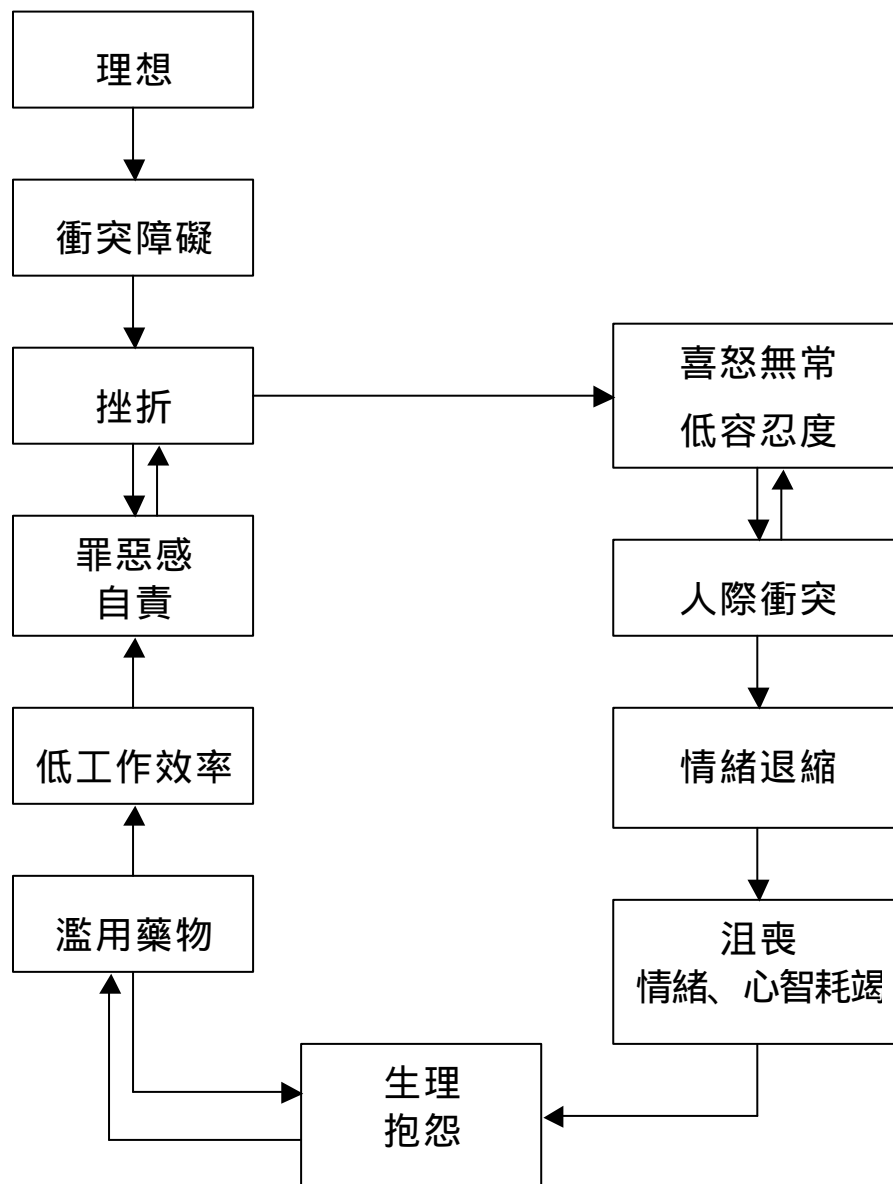 理想
衝突障礙
挫折
罪惡感
自責
低工作效率
濫用藥物
喜怒無常
低容忍度
人際衝突
情緒退縮
沮喪
情緒、心智耗竭
生理
抱怨